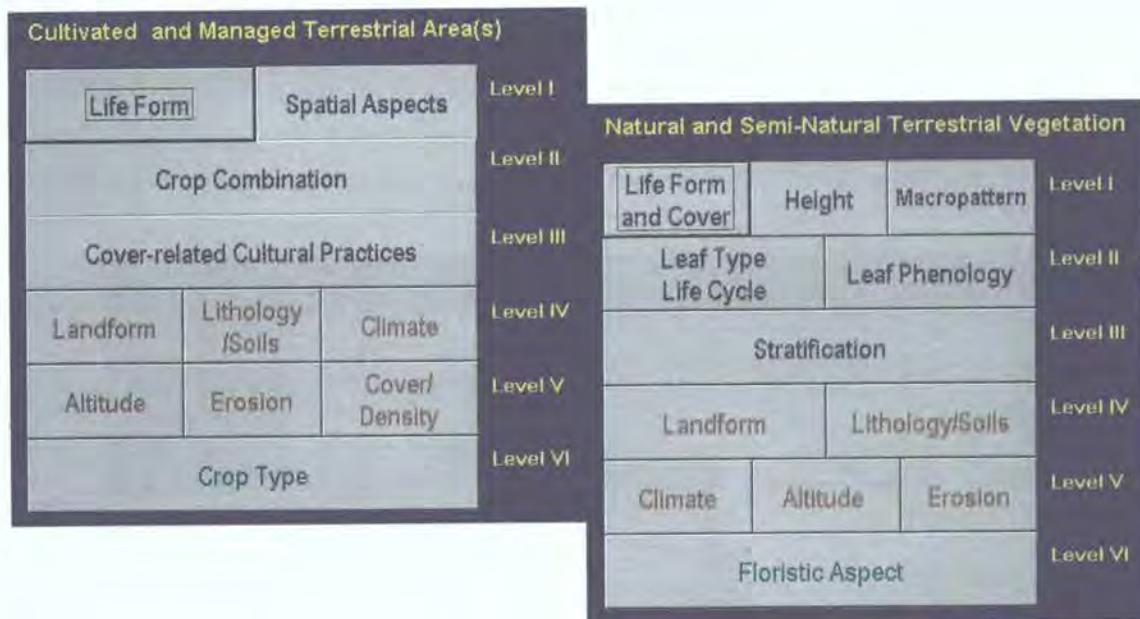 Cultivated and Managed Terrestrial Area(s)
Life Form
Spatial Aspects
Level I
Crop Combination
Level II
Cover-related Cultural Practices
Level III
Landform
Lithology
/Soils
Climate
Level IV
Altitude
Erosion
Cover/
Density
Level V
Crop Type
Level VI
Natural and Semi-Natural Terrestrial Vegetation
Life Form
and Cover
Height
Macropattern
Level I
Leaf Type
Life Cycle
Leaf Phenology
Level II
Stratification
Level III
Landform
Lithology/Soils
Level IV
Climate
Altitude
Erosion
Level V
Floristic Aspect
Level VI